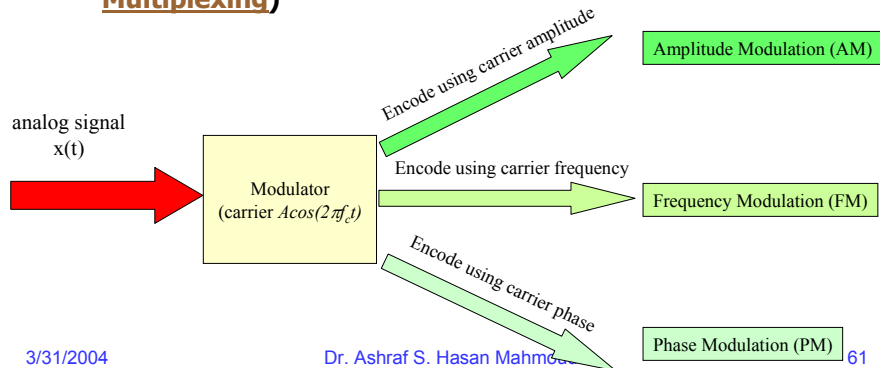 Multiplexing)
Encode using carrier amplitude
Amplitude Modulation (AM)
analog signal
x(t)
Encode using carrier frequency
Modulator
(carrier Acos(2πf_ct)
Frequency Modulation (FM)
Encode using carrier phase
Phase Modulation (PM)
3/31/2004
Dr. Ashraf S. Hasan
61